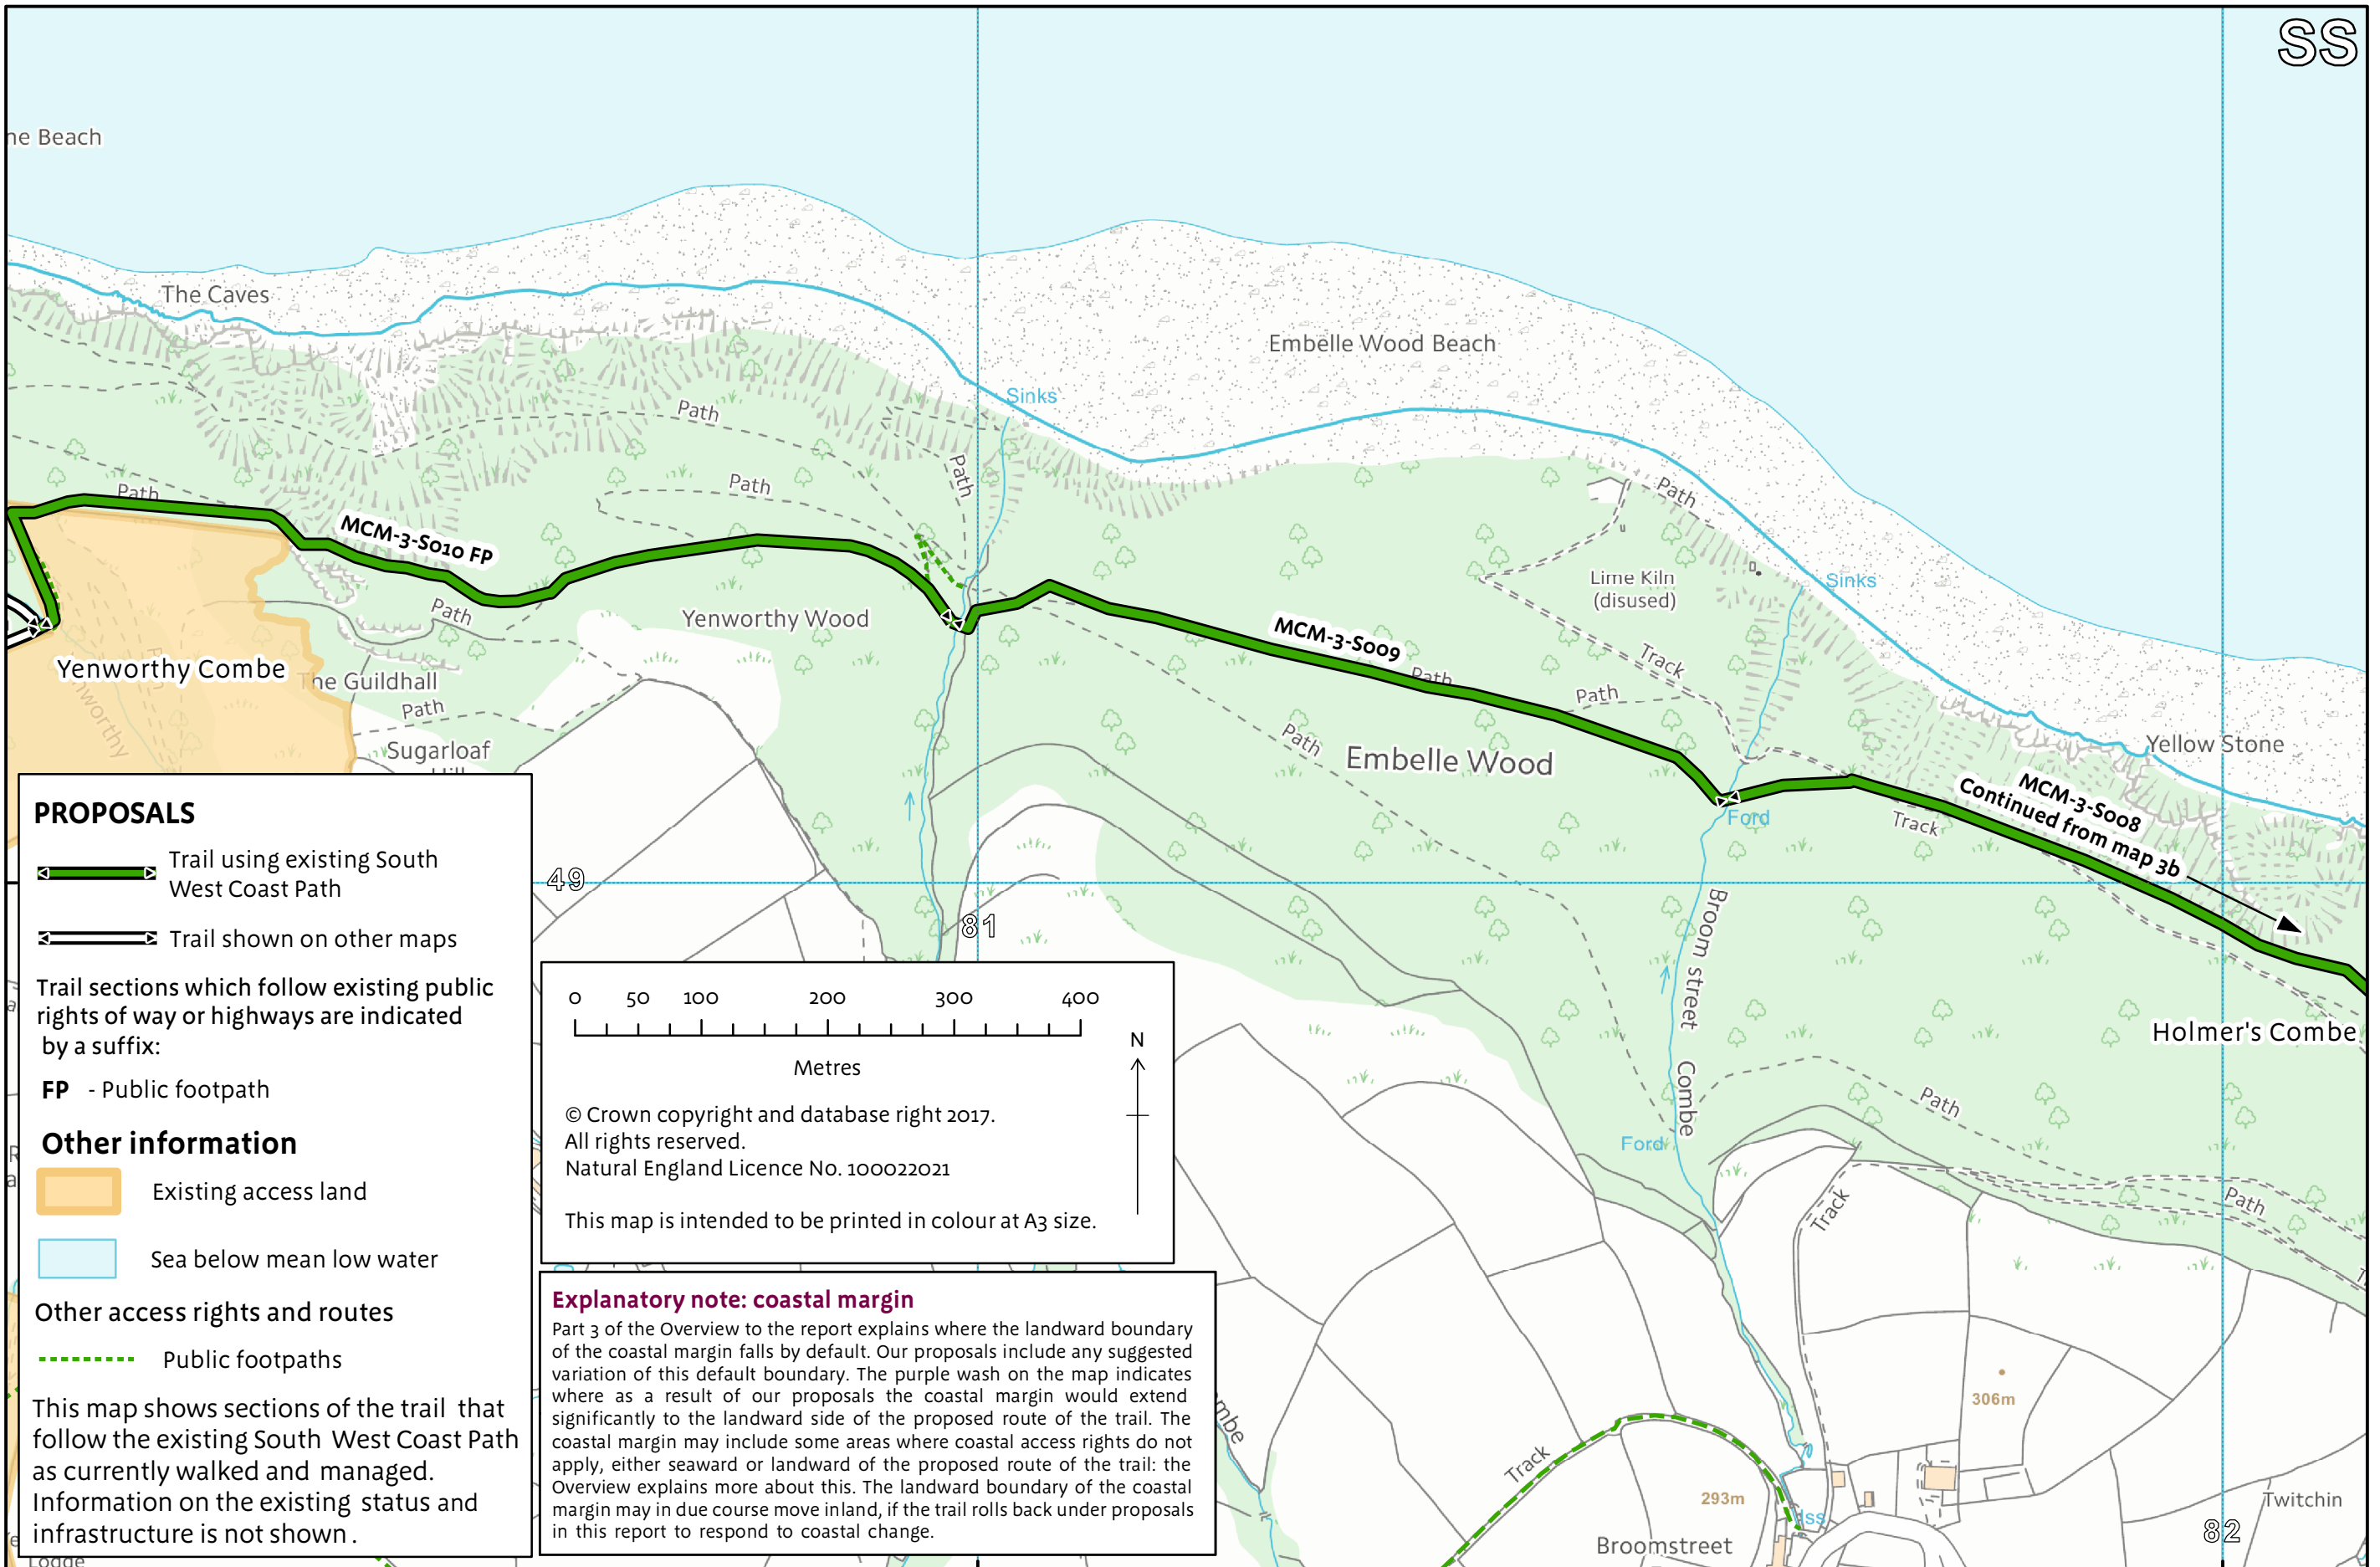 SS
ne Beach
The Caves
Embelle Wood Beach
Sinks
Path
Path
Path
Path
Path
MCM-3-S010 FP
Lime Kiln
(disused)
Sinks
Yenworthy Wood
Path
MCM-3-S009
Path
Track
Path
Yenworthy Combe
The Guildhall
Path
Path
Embelle Wood
Sugarloaf
Yellow Stone
MCM-3-S008
Continued from map 3b
Ford
Track
49
81
Broom street Combe
Holmer's Combe
Path
Ford
Track
Path
306m
Track
293m
Twitchin
82
Broomstreet
Lodge
PROPOSALS
Trail using existing South
West Coast Path
Trail shown on other maps
Trail sections which follow existing public
rights of way or highways are indicated
by a suffix:
FP - Public footpath
Other information
Existing access land
Sea below mean low water
Other access rights and routes
Public footpaths
This map shows sections of the trail that
follow the existing South West Coast Path
as currently walked and managed.
Information on the existing status and
infrastructure is not shown.
0 50 100 200 300 400
Metres
N
© Crown copyright and database right 2017.
All rights reserved.
Natural England Licence No. 100022021
This map is intended to be printed in colour at A3 size.
Explanatory note: coastal margin
Part 3 of the Overview to the report explains where the landward boundary
of the coastal margin falls by default. Our proposals include any suggested
variation of this default boundary. The purple wash on the map indicates
where as a result of our proposals the coastal margin would extend
significantly to the landward side of the proposed route of the trail. The
coastal margin may include some areas where coastal access rights do not
apply, either seaward or landward of the proposed route of the trail: the
Overview explains more about this. The landward boundary of the coastal
margin may in due course move inland, if the trail rolls back under proposals
in this report to respond to coastal change.